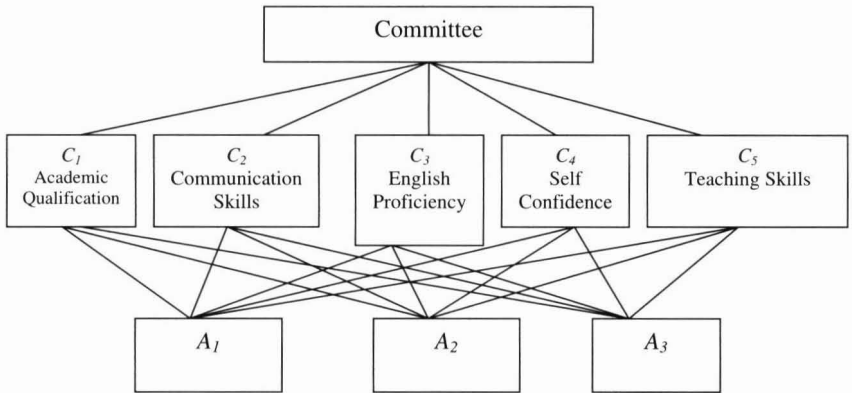 Committee
C1
Academic
Qualification
C2
Communication
Skills
C3
English
Proficiency
C4
Self
Confidence
C5
Teaching Skills
A1
A2
A3